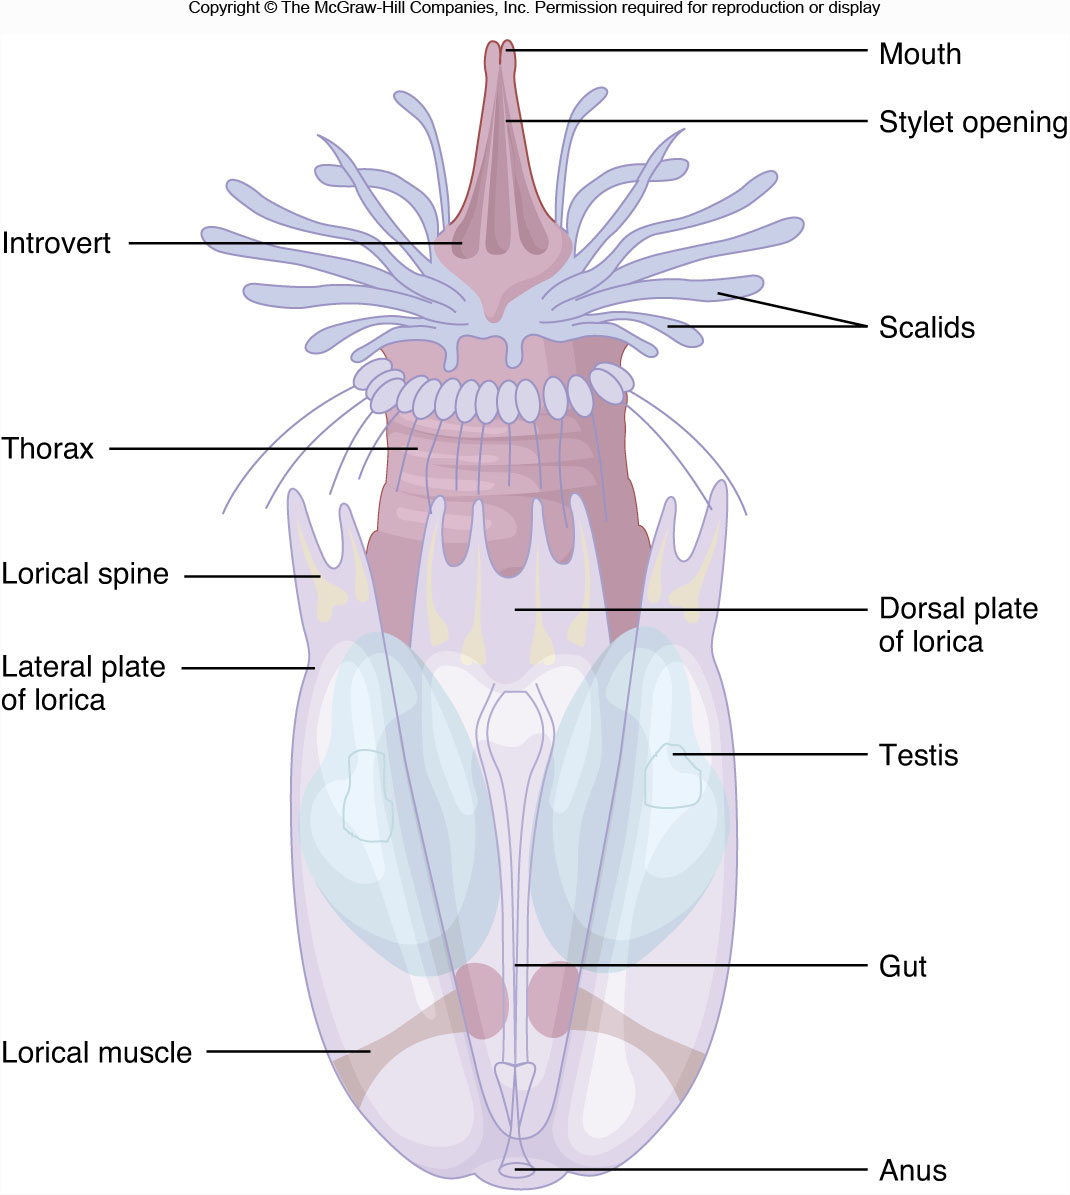 Copyright © The McGraw-Hill Companies, Inc. Permission required for reproduction or display
Mouth
Stylet opening
Introvert
Scalids
Thorax
Lorical spine
Dorsal plate
of lorica
Lateral plate
of lorica
Testis
Gut
Lorical muscle
Anus